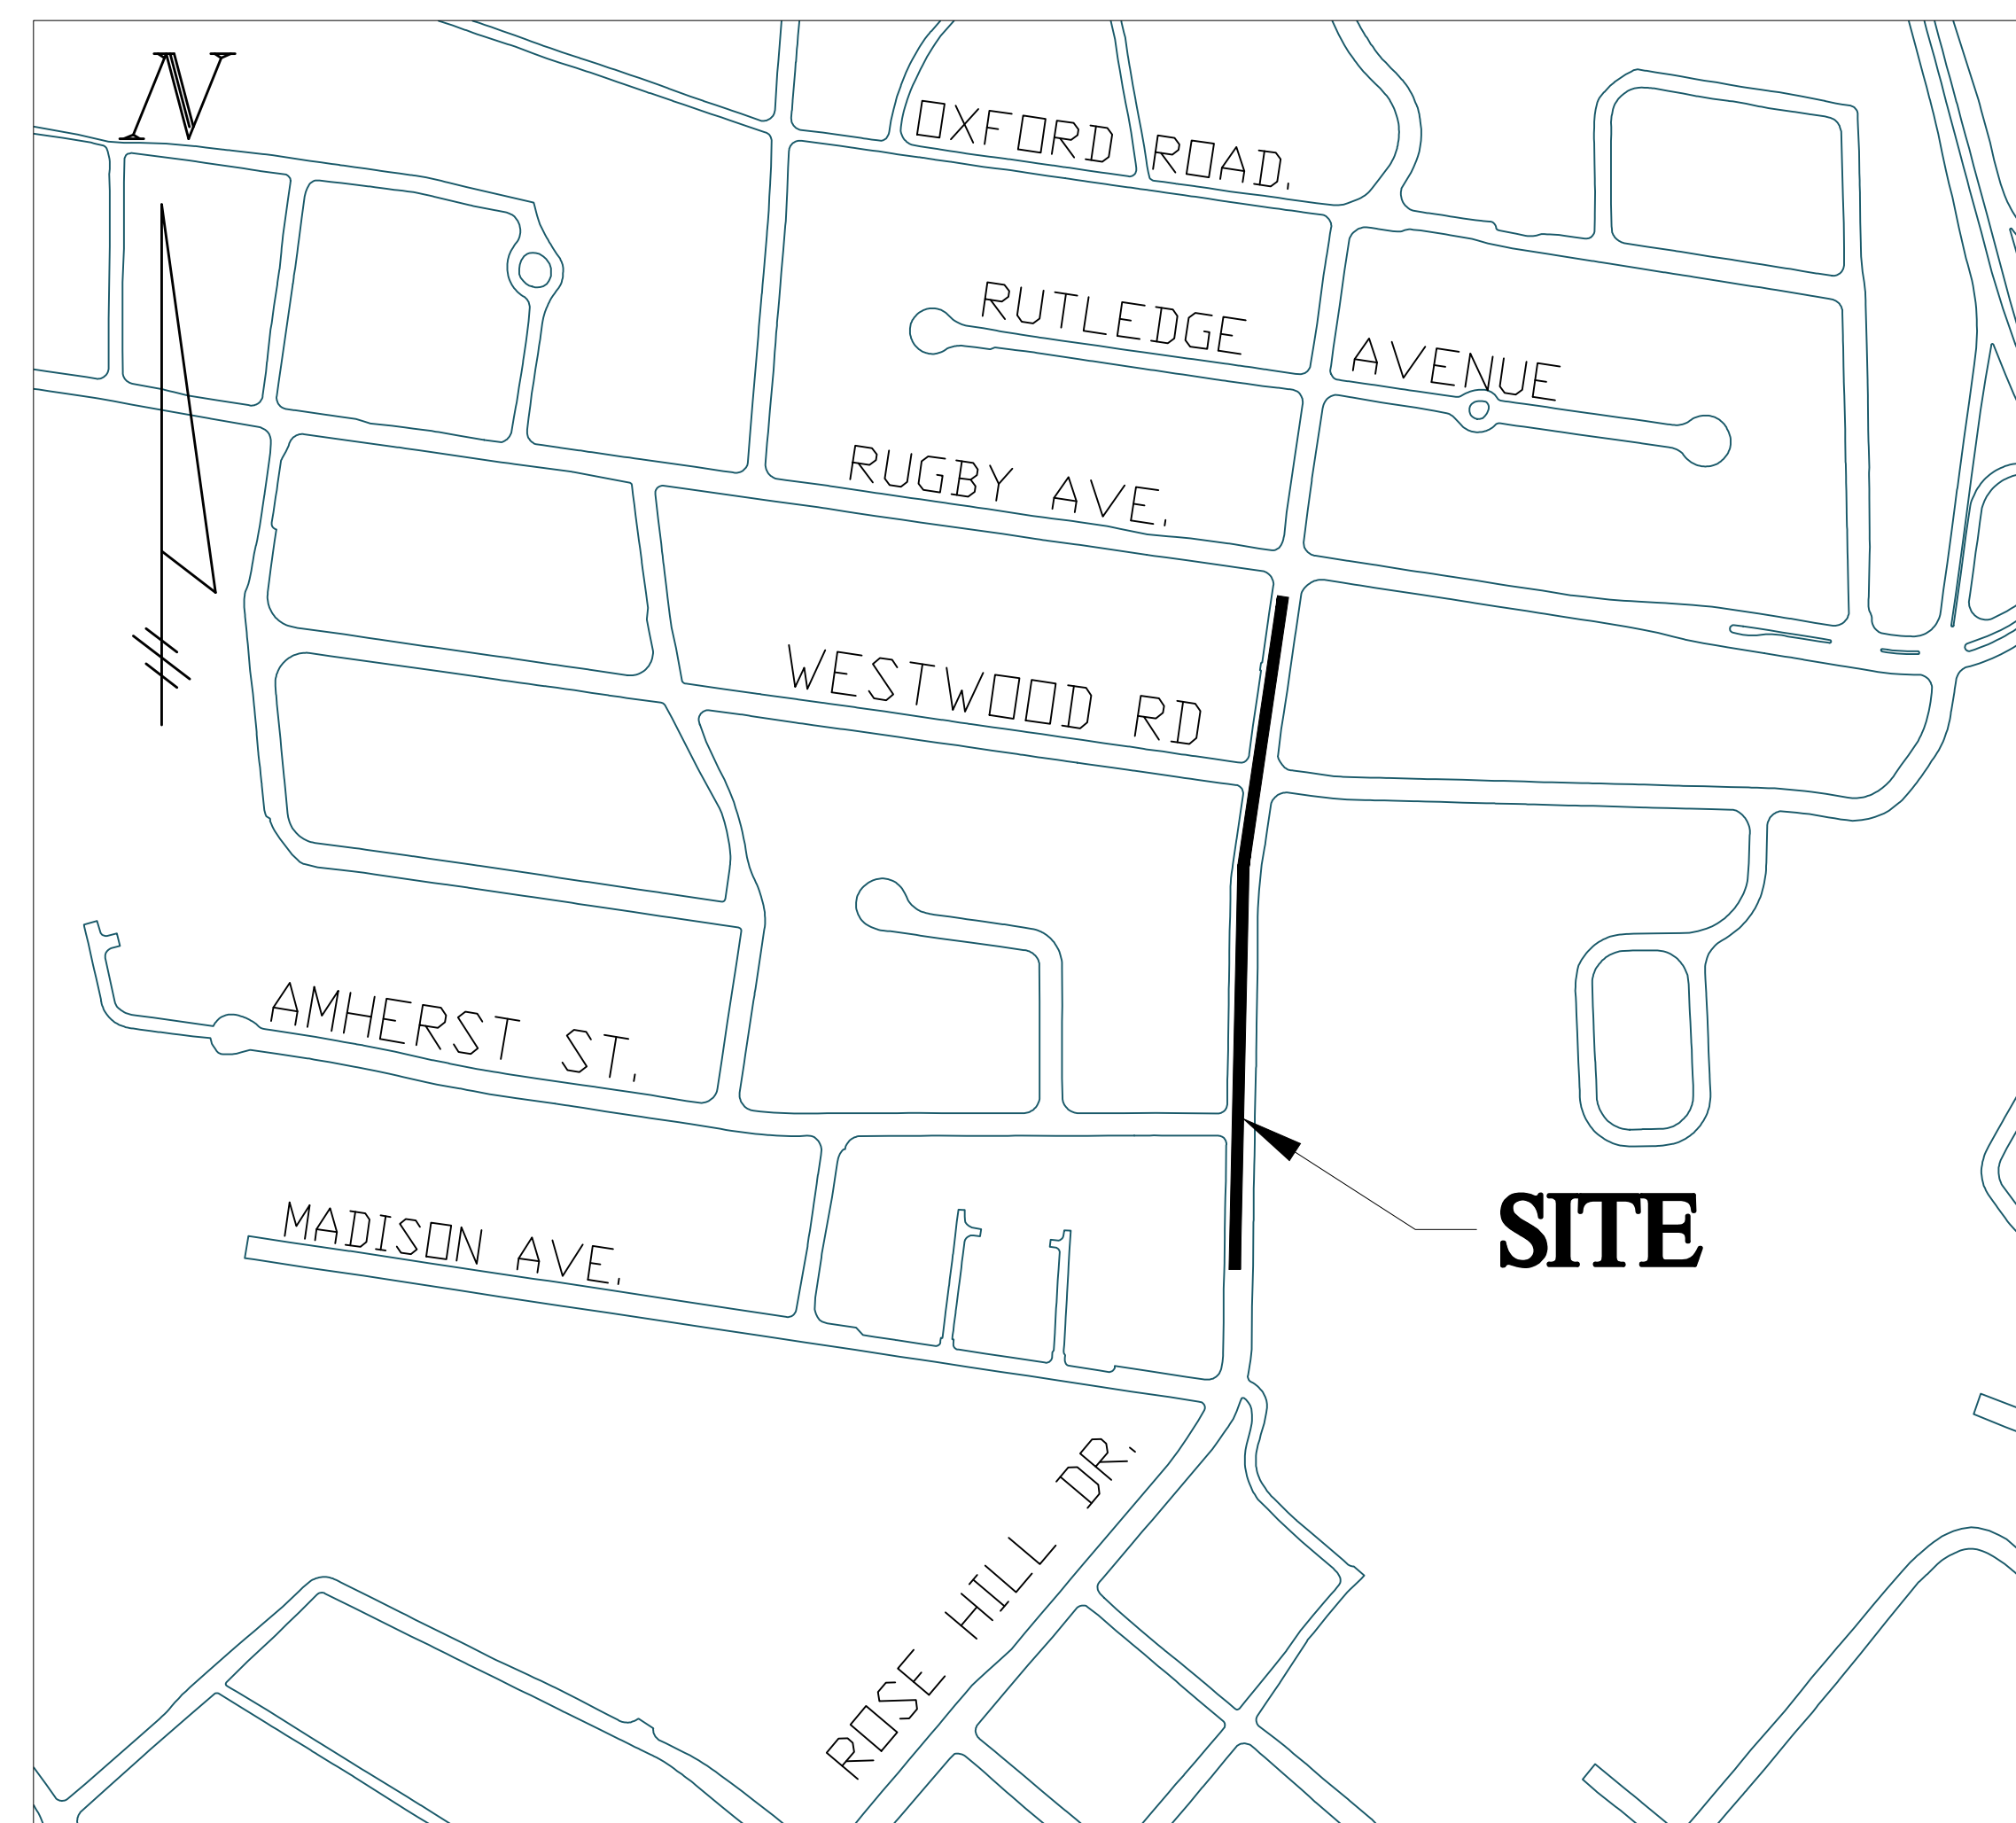 N
OXFORD ROAD.
RUTLEDGE AVENUE
RUGBY AVE.
WESTWOOD RD
AMHERST ST.
MADISON AVE.
SITE
ROSE HILL DR.